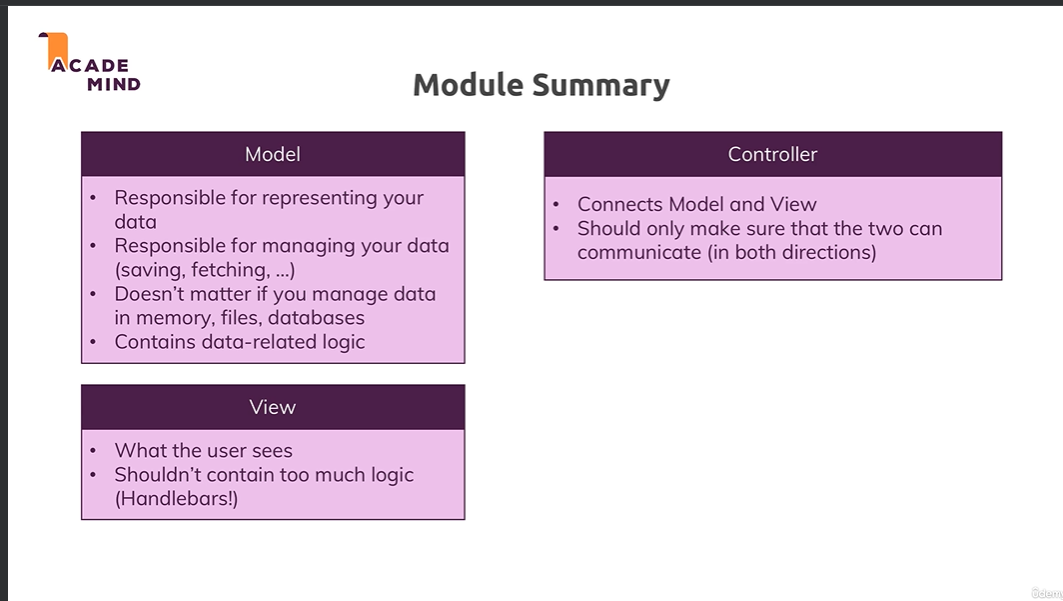 ACADE
MIND
Module Summary
Model
• Responsible for representing your
data
• Responsible for managing your data
(saving, fetching, ...)
• Doesn't matter if you manage data
in memory, files, databases
• Contains data-related logic
View
• What the user sees
• Shouldn't contain too much logic
(Handlebars!)
Controller
• Connects Model and View
• Should only make sure that the two can
communicate (in both directions)